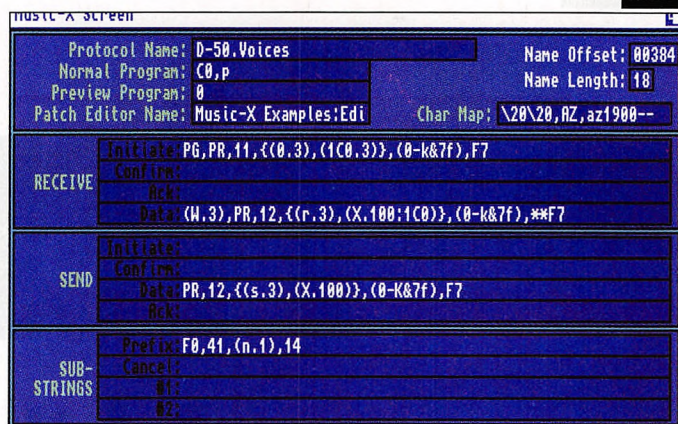 Music-X Screen
Protocol Name: D-50.Voices
Name Offset: 00384
Normal Program: C0,p
Name Length: 18
Preview Program: 0
Patch Editor Name: Music-X Examples:Edi
Char Map: \20\20,AZ,az1900--
RECEIVE
Initiate: PG,PR,11,{(0.3),(1C0.3)},(0-k&7f),F7
Confirm:
Ack:
Data: (W.3),PR,12,{(r.3),(X.100:1C0)},(0-k&7f),**F7
SEND
Initiate:
Confirm:
Data: PR,12,{(s.3),(X.100)},(0-K&7f),F7
Ack:
SUB-
STRINGS
Prefix: F0,41,(n.1),14
Cancel:
#1:
#2: